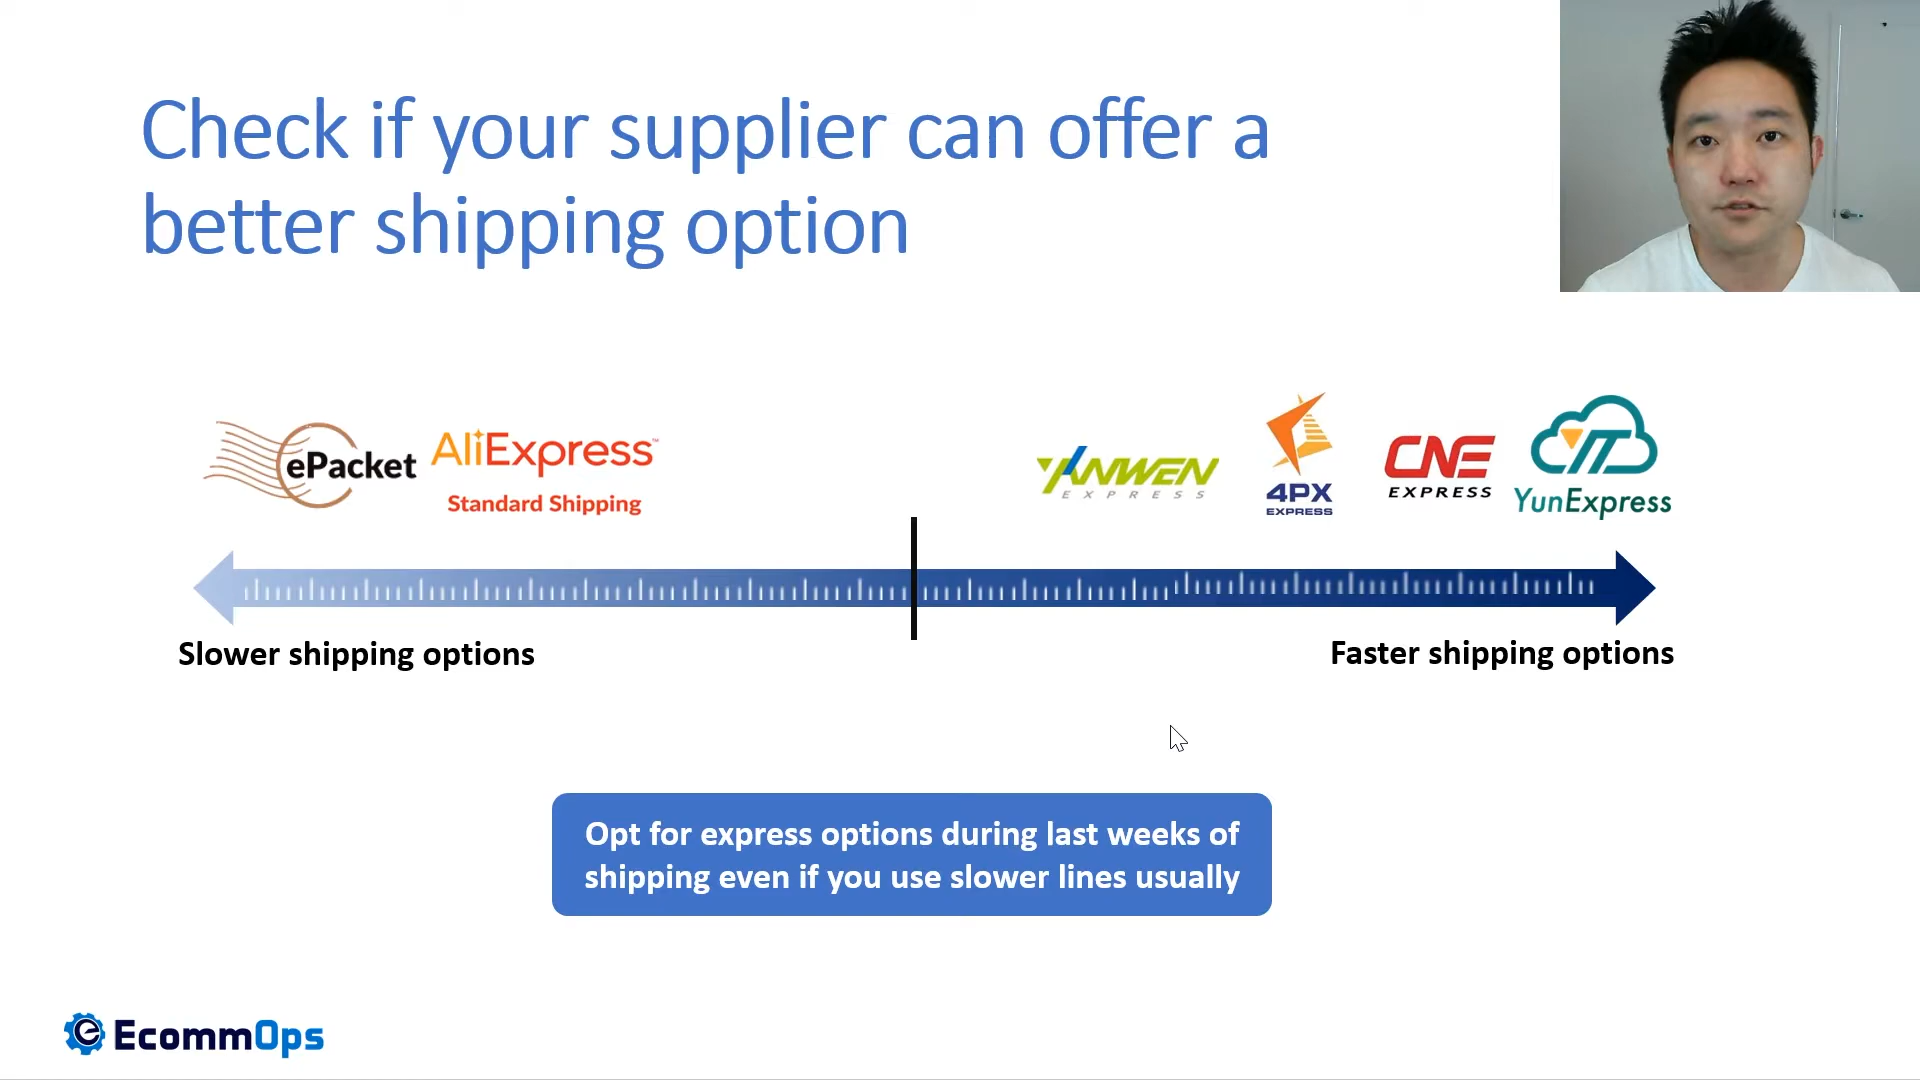 Check if your supplier can offer a
better shipping option
ePacket
AliExpress™
Standard Shipping
YANWEN
EXPRESS
4PX
EXPRESS
CNE
EXPRESS
YunExpress
Slower shipping options
Faster shipping options
Opt for express options during last weeks of
shipping even if you use slower lines usually
EcommOps